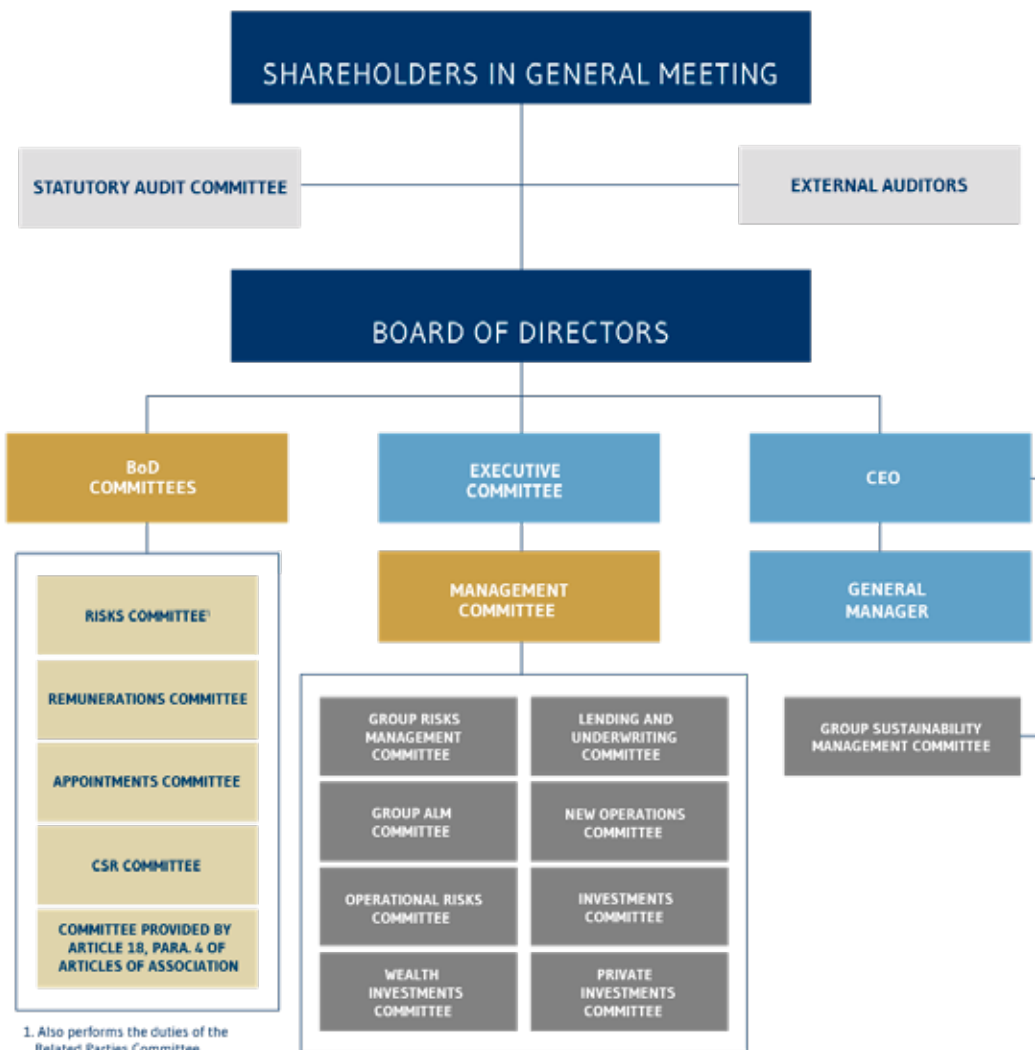 SHAREHOLDERS IN GENERAL MEETING
STATUTORY AUDIT COMMITTEE
EXTERNAL AUDITORS
BOARD OF DIRECTORS
BoD
COMMITTEES
EXECUTIVE
COMMITTEE
CEO
MANAGEMENT
COMMITTEE
GENERAL
MANAGER
RISKS COMMITTEE¹
REMUNERATIONS COMMITTEE
APPOINTMENTS COMMITTEE
CSR COMMITTEE
COMMITTEE PROVIDED BY
ARTICLE 18, PARA. 4 OF
ARTICLES OF ASSOCIATION
GROUP RISKS
MANAGEMENT
COMMITTEE
LENDING AND
UNDERWRITING
COMMITTEE
GROUP ALM
COMMITTEE
NEW OPERATIONS
COMMITTEE
OPERATIONAL RISKS
COMMITTEE
INVESTMENTS
COMMITTEE
WEALTH
INVESTMENTS
COMMITTEE
PRIVATE
INVESTMENTS
COMMITTEE
GROUP SUSTAINABILITY
MANAGEMENT COMMITTEE
1. Also performs the duties of the
Related Parties Committee